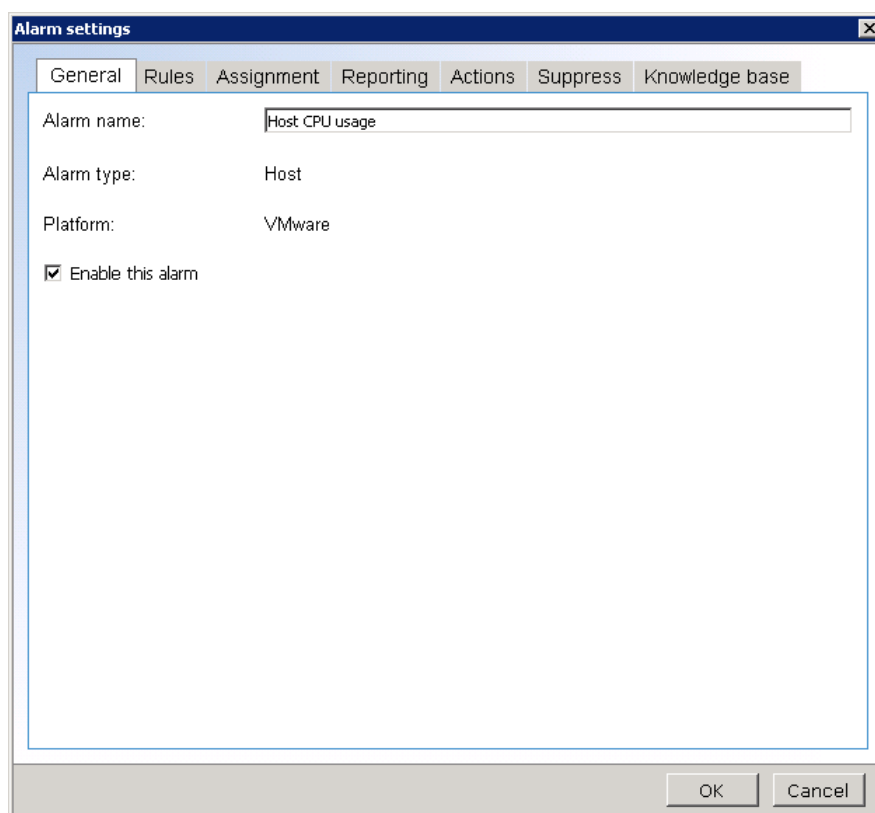 Alarm settings
General Rules Assignment Reporting Actions Suppress Knowledge base
Alarm name: Host CPU usage
Alarm type: Host
Platform: VMware
Enable this alarm
OK Cancel